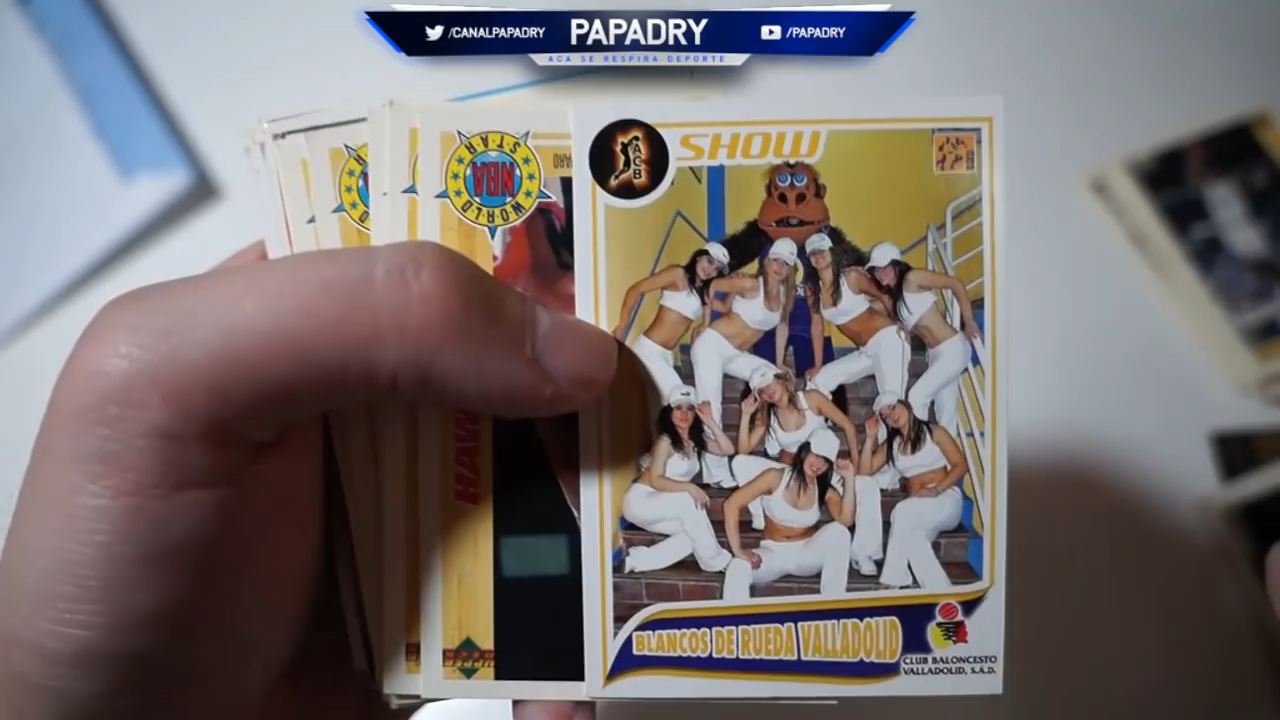 /CANALPAPADRY
PAPADRY
/PAPADRY
ACA SE RESPIRA DEPORTE
WORLD
STAR
NBA
HAW
ACB
SHOW
BLANCOS DE RUEDA VALLADOLID
CLUB BALONCESTO
VALLADOLID, S.A.D.